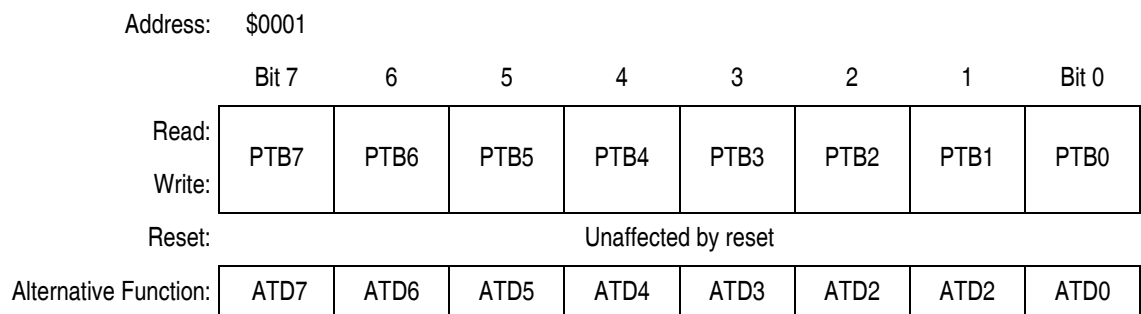 Address: $0001
Bit 7 6 5 4 3 2 1 Bit 0
Read:
PTB7 PTB6 PTB5 PTB4 PTB3 PTB2 PTB1 PTB0
Write:
Reset: Unaffected by reset
Alternative Function: ATD7 ATD6 ATD5 ATD4 ATD3 ATD2 ATD2 ATD0